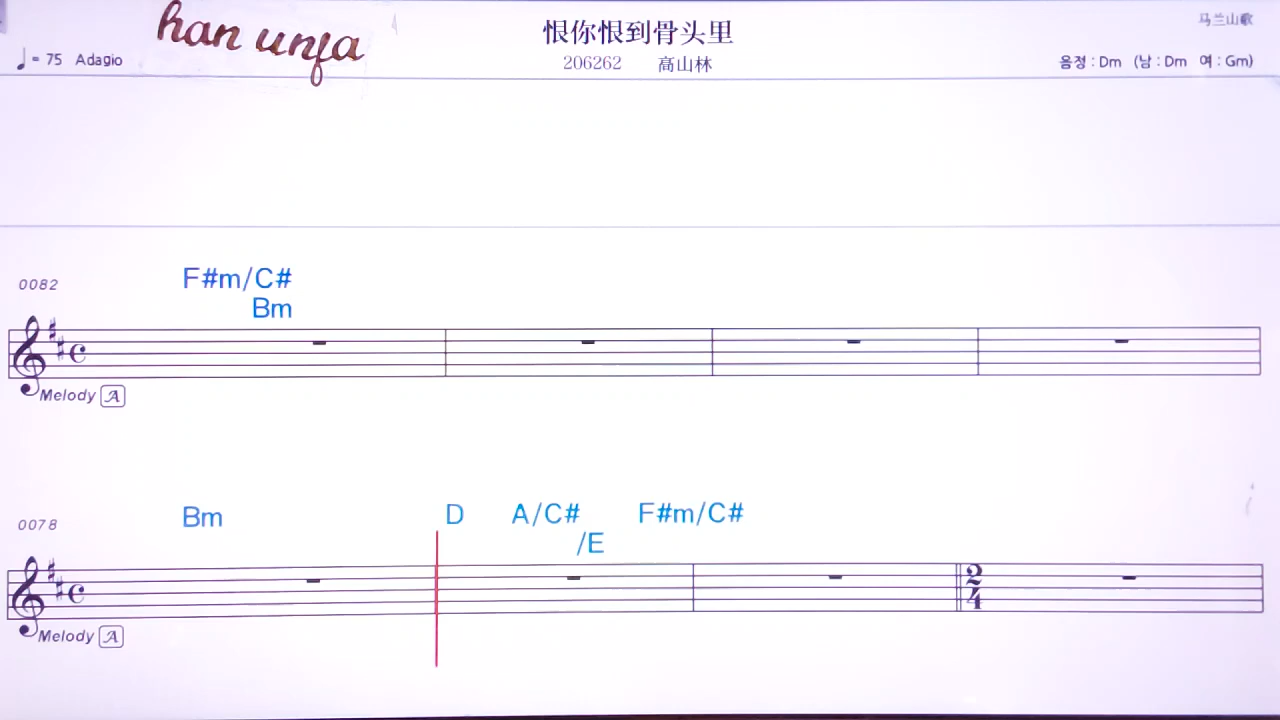 han unfa
恨你恨到骨头里
马兰山歌
♩= 75 Adagio
206262 高山林
음정 : Dm (남 : Dm 여 : Gm)
0082
F#m/C#
Bm
Melody A
0078
Bm D A/C# F#m/C#
/E
2
4
Melody A